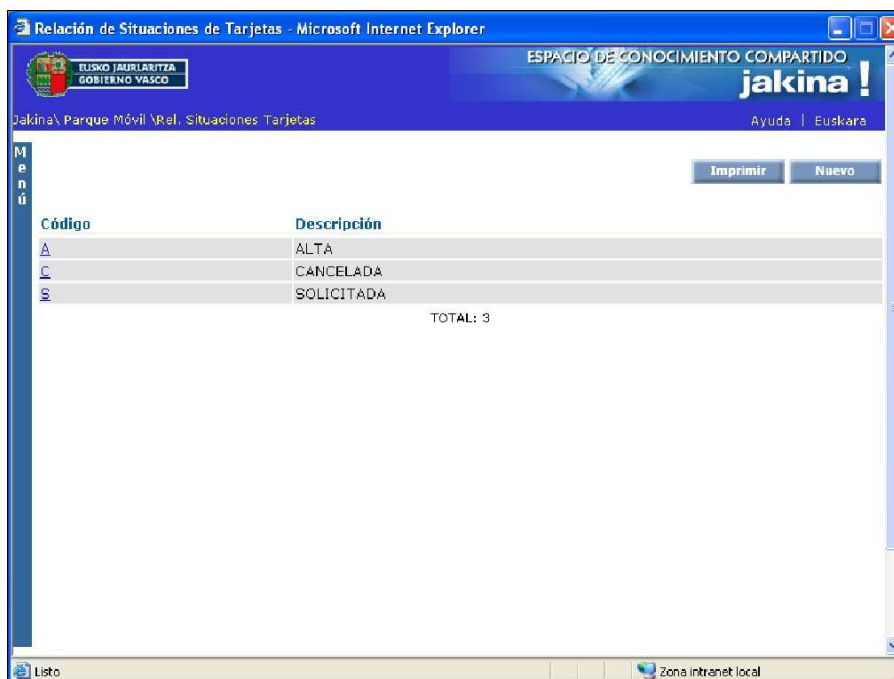 Relación de Situaciones de Tarjetas - Microsoft Internet Explorer
EUSKO JAURLARITZA
GOBIERNO VASCO
ESPACIO DE CONOCIMIENTO COMPARTIDO
jakina !
Jakina\ Parque Móvil \Rel. Situaciones Tarjetas
Ayuda | Euskara
Menú
Imprimir Nuevo
Código Descripción
A ALTA
C CANCELADA
S SOLICITADA
TOTAL: 3
Listo Zona intranet local